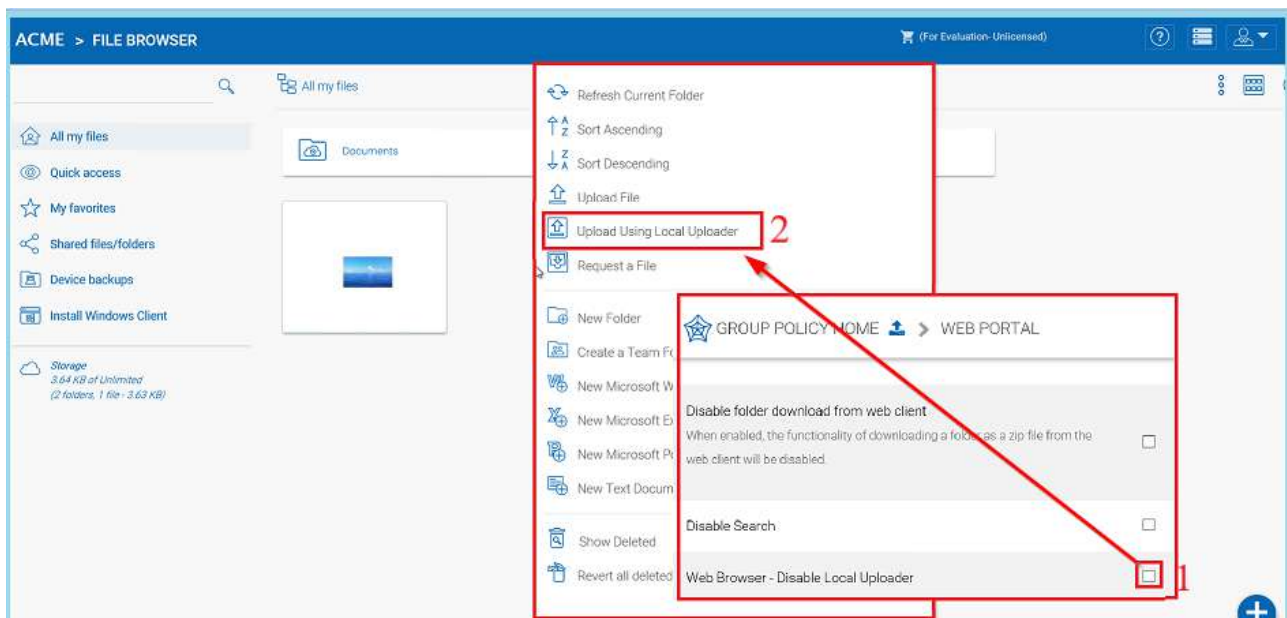 ACME > FILE BROWSER
(For Evaluation- Unlicensed)
All my files
All my files
Quick access
My favorites
Shared files/folders
Device backups
Install Windows Client
Storage
3.64 KB of Unlimited
(2 folders, 1 file - 3.63 KB)
Documents
Refresh Current Folder
Sort Ascending
Sort Descending
Upload File
Upload Using Local Uploader
2
Request a File
New Folder
Create a Team
New Microsoft
New Microsoft
New Microsoft
New Text
Show Deleted
Revert all deleted
GROUP POLICY HOME > WEB PORTAL
Disable folder download from web client
When enabled, the functionality of downloading a folder as a zip file from the
web client will be disabled.
Disable Search
Web Browser - Disable Local Uploader
1